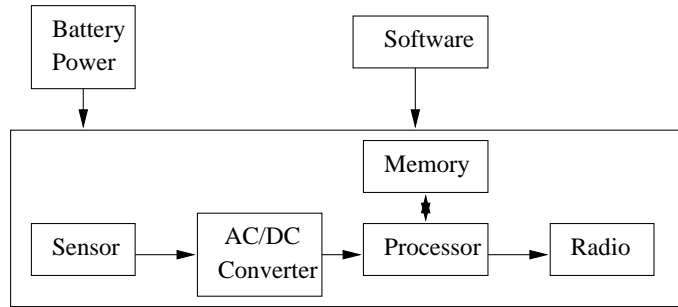 Battery
Power
Software
Memory
Sensor
AC/DC
Converter
Processor
Radio